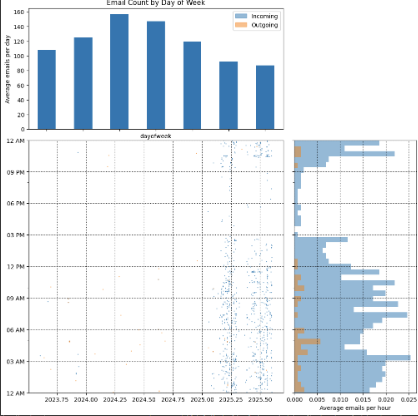 Email Count by Day of Week
Incoming
Outgoing
Average emails per day
160
140
120
100
80
60
40
20
0
dayofweek
12 AM
09 PM
06 PM
03 PM
12 PM
09 AM
06 AM
03 AM
12 AM
2023.75 2024.00 2024.25 2024.50 2024.75 2025.00 2025.25 2025.50
0.000 0.005 0.010 0.015 0.020 0.025
Average emails per hour